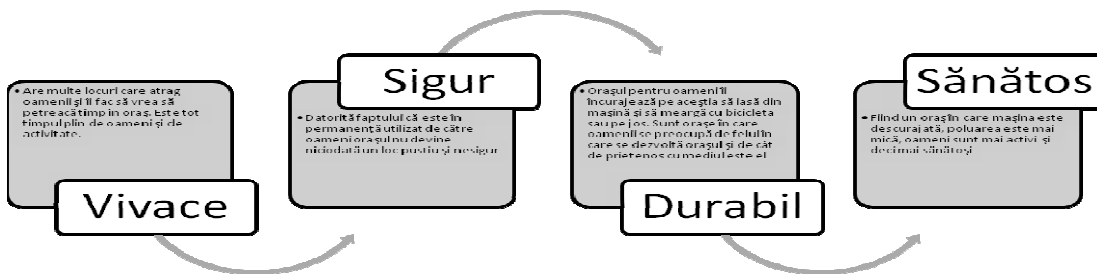 • Are multe locuri care atrag
oamenii și îi fac să vrea să
petreacă timp în oraș. Este tot
timpul plin de oameni și de
activitate.
Vivace
Sigur
• Datorită faptului că este în
permanență utilizat de către
oameni orașul nu devine
niciodată un loc pustiu și nesigur
• Orașul pentru oameni îi
încurajează pe aceștia să iasă din
mașină și să meargă cu bicicleta
sau pe jos. Sunt orașe în care
oamenii se preocupă de felul în
care se dezvoltă orașul și de cât
de prietenos cu mediul este el
Durabil
Sănătos
• Fiind un oraș în care mașina este
descurajată, poluarea este mai
mică, oameni sunt mai activi și
deci mai sănătoși